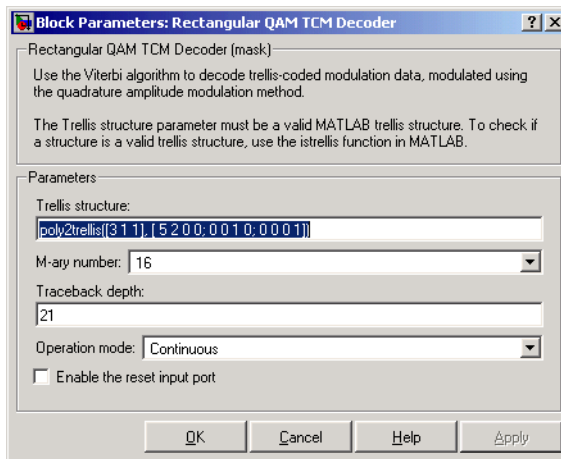 Block Parameters: Rectangular QAM TCM Decoder
Rectangular QAM TCM Decoder (mask)
Use the Viterbi algorithm to decode trellis-coded modulation data, modulated using
the quadrature amplitude modulation method.
The Trellis structure parameter must be a valid MATLAB trellis structure. To check if
a structure is a valid trellis structure, use the istrellis function in MATLAB.
Parameters
Trellis structure:
poly2trellis([3 1 1], [ 5 2 0 0; 0 0 1 0; 0 0 0 1])
M-ary number: 16
Traceback depth:
21
Operation mode: Continuous
Enable the reset input port
OK Cancel Help Apply